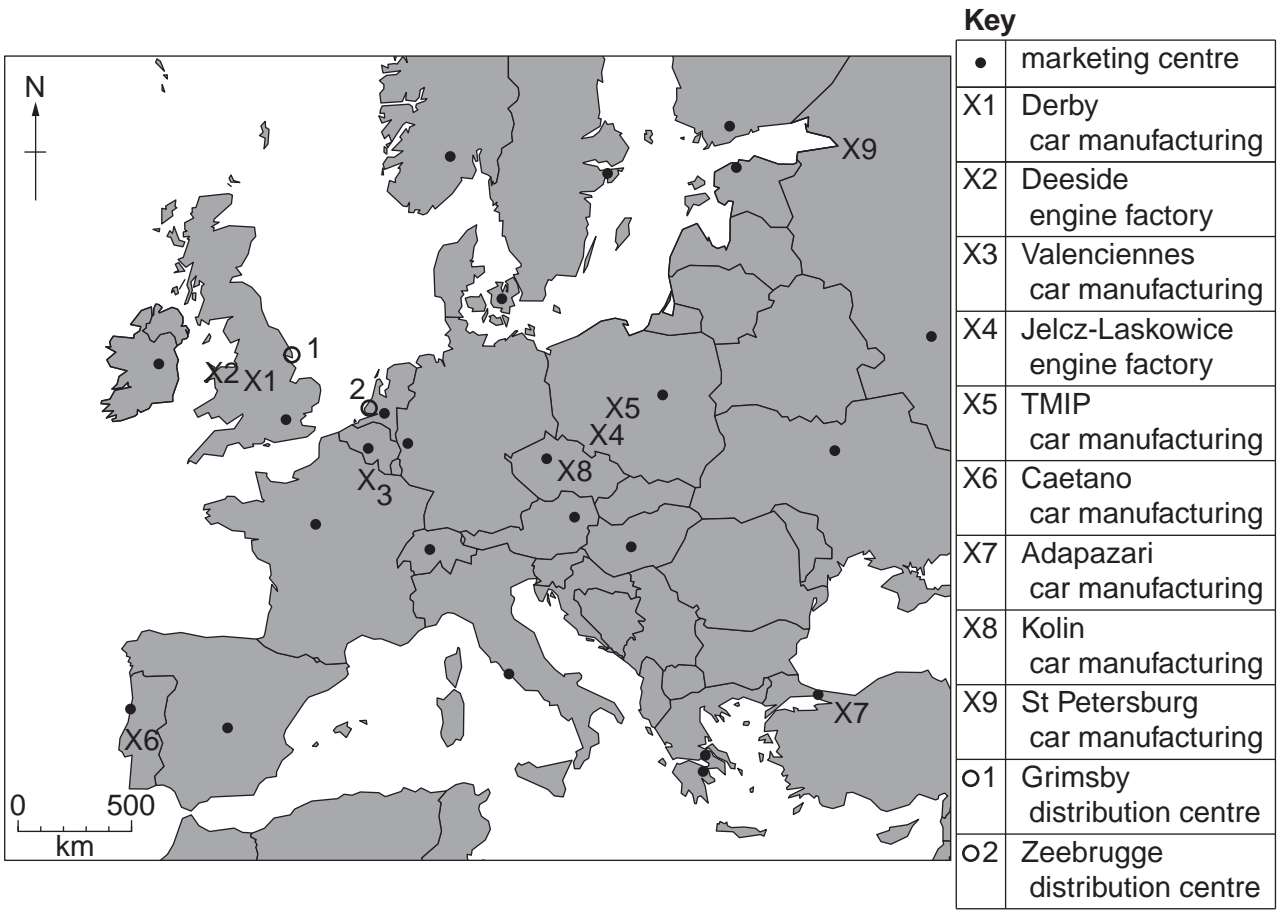 Key
marketing centre
X1 Derby
car manufacturing
X2 Deeside
engine factory
X3 Valenciennes
car manufacturing
X4 Jelcz-Laskowice
engine factory
X5 TMIP
car manufacturing
X6 Caetano
car manufacturing
X7 Adapazari
car manufacturing
X8 Kolin
car manufacturing
X9 St Petersburg
car manufacturing
1 Grimsby
distribution centre
2 Zeebrugge
distribution centre
N
X9
1
X2 X1
2
X5
X4
X8
X3
X7
X6
0 500
km